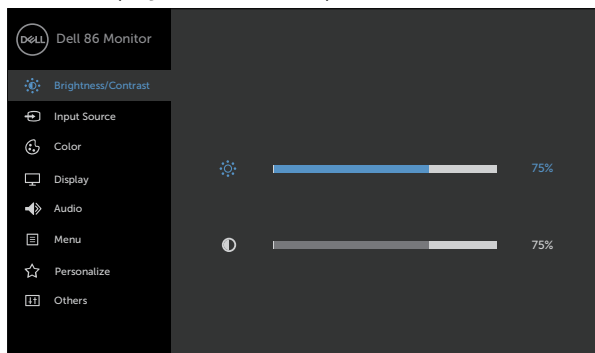 DELL
Dell 86 Monitor
Brightness/Contrast
Input Source
Color
75%
Display
Audio
Menu
75%
Personalize
Others